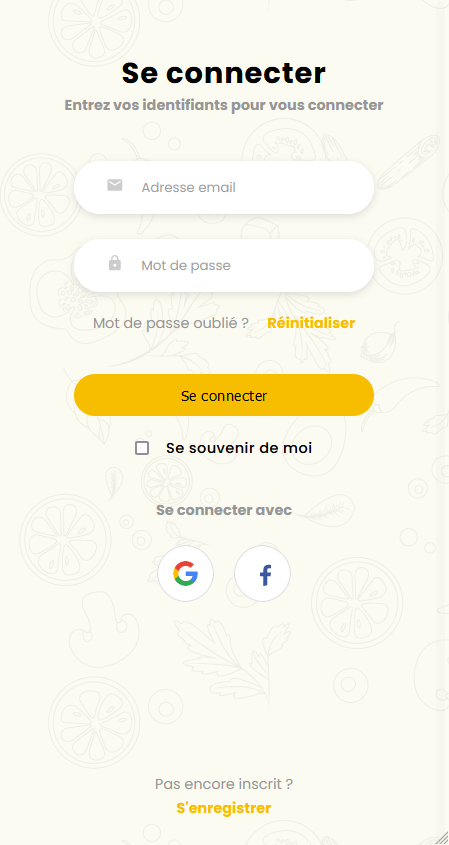 Se connecter
Entrez vos identifiants pour vous connecter
Adresse email
Mot de passe
Mot de passe oublié ? Réinitialiser
Se connecter
Se souvenir de moi
Se connecter avec
Pas encore inscrit ?
S'enregistrer